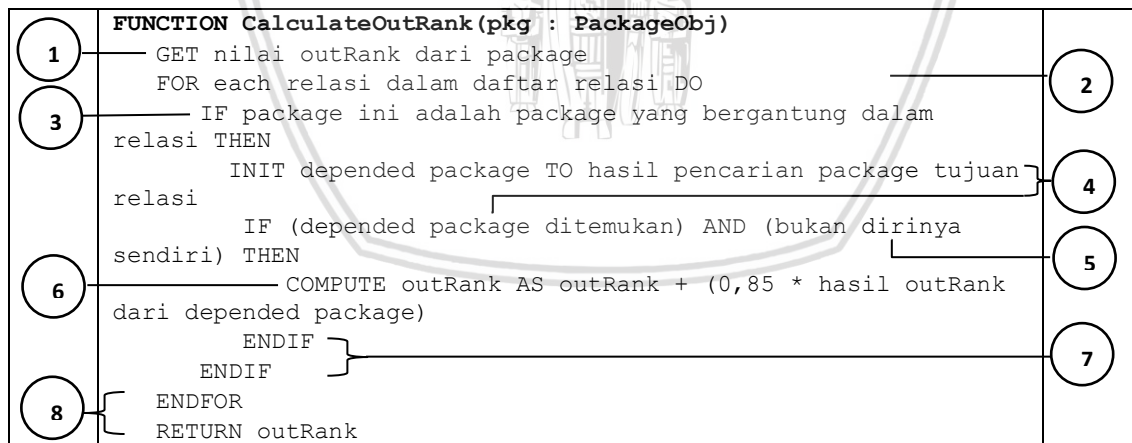 FUNCTION CalculateOutRank(pkg : PackageObj)
1
GET nilai outRank dari package
FOR each relasi dalam daftar relasi DO
2
3
IF package ini adalah package yang bergantung dalam
relasi THEN
INIT depended package TO hasil pencarian package tujuan
relasi
4
IF (depended package ditemukan) AND (bukan dirinya
sendiri) THEN
5
6
COMPUTE outRank AS outRank + (0,85 * hasil outRank
dari depended package)
ENDIF
7
ENDIF
8
ENDFOR
RETURN outRank